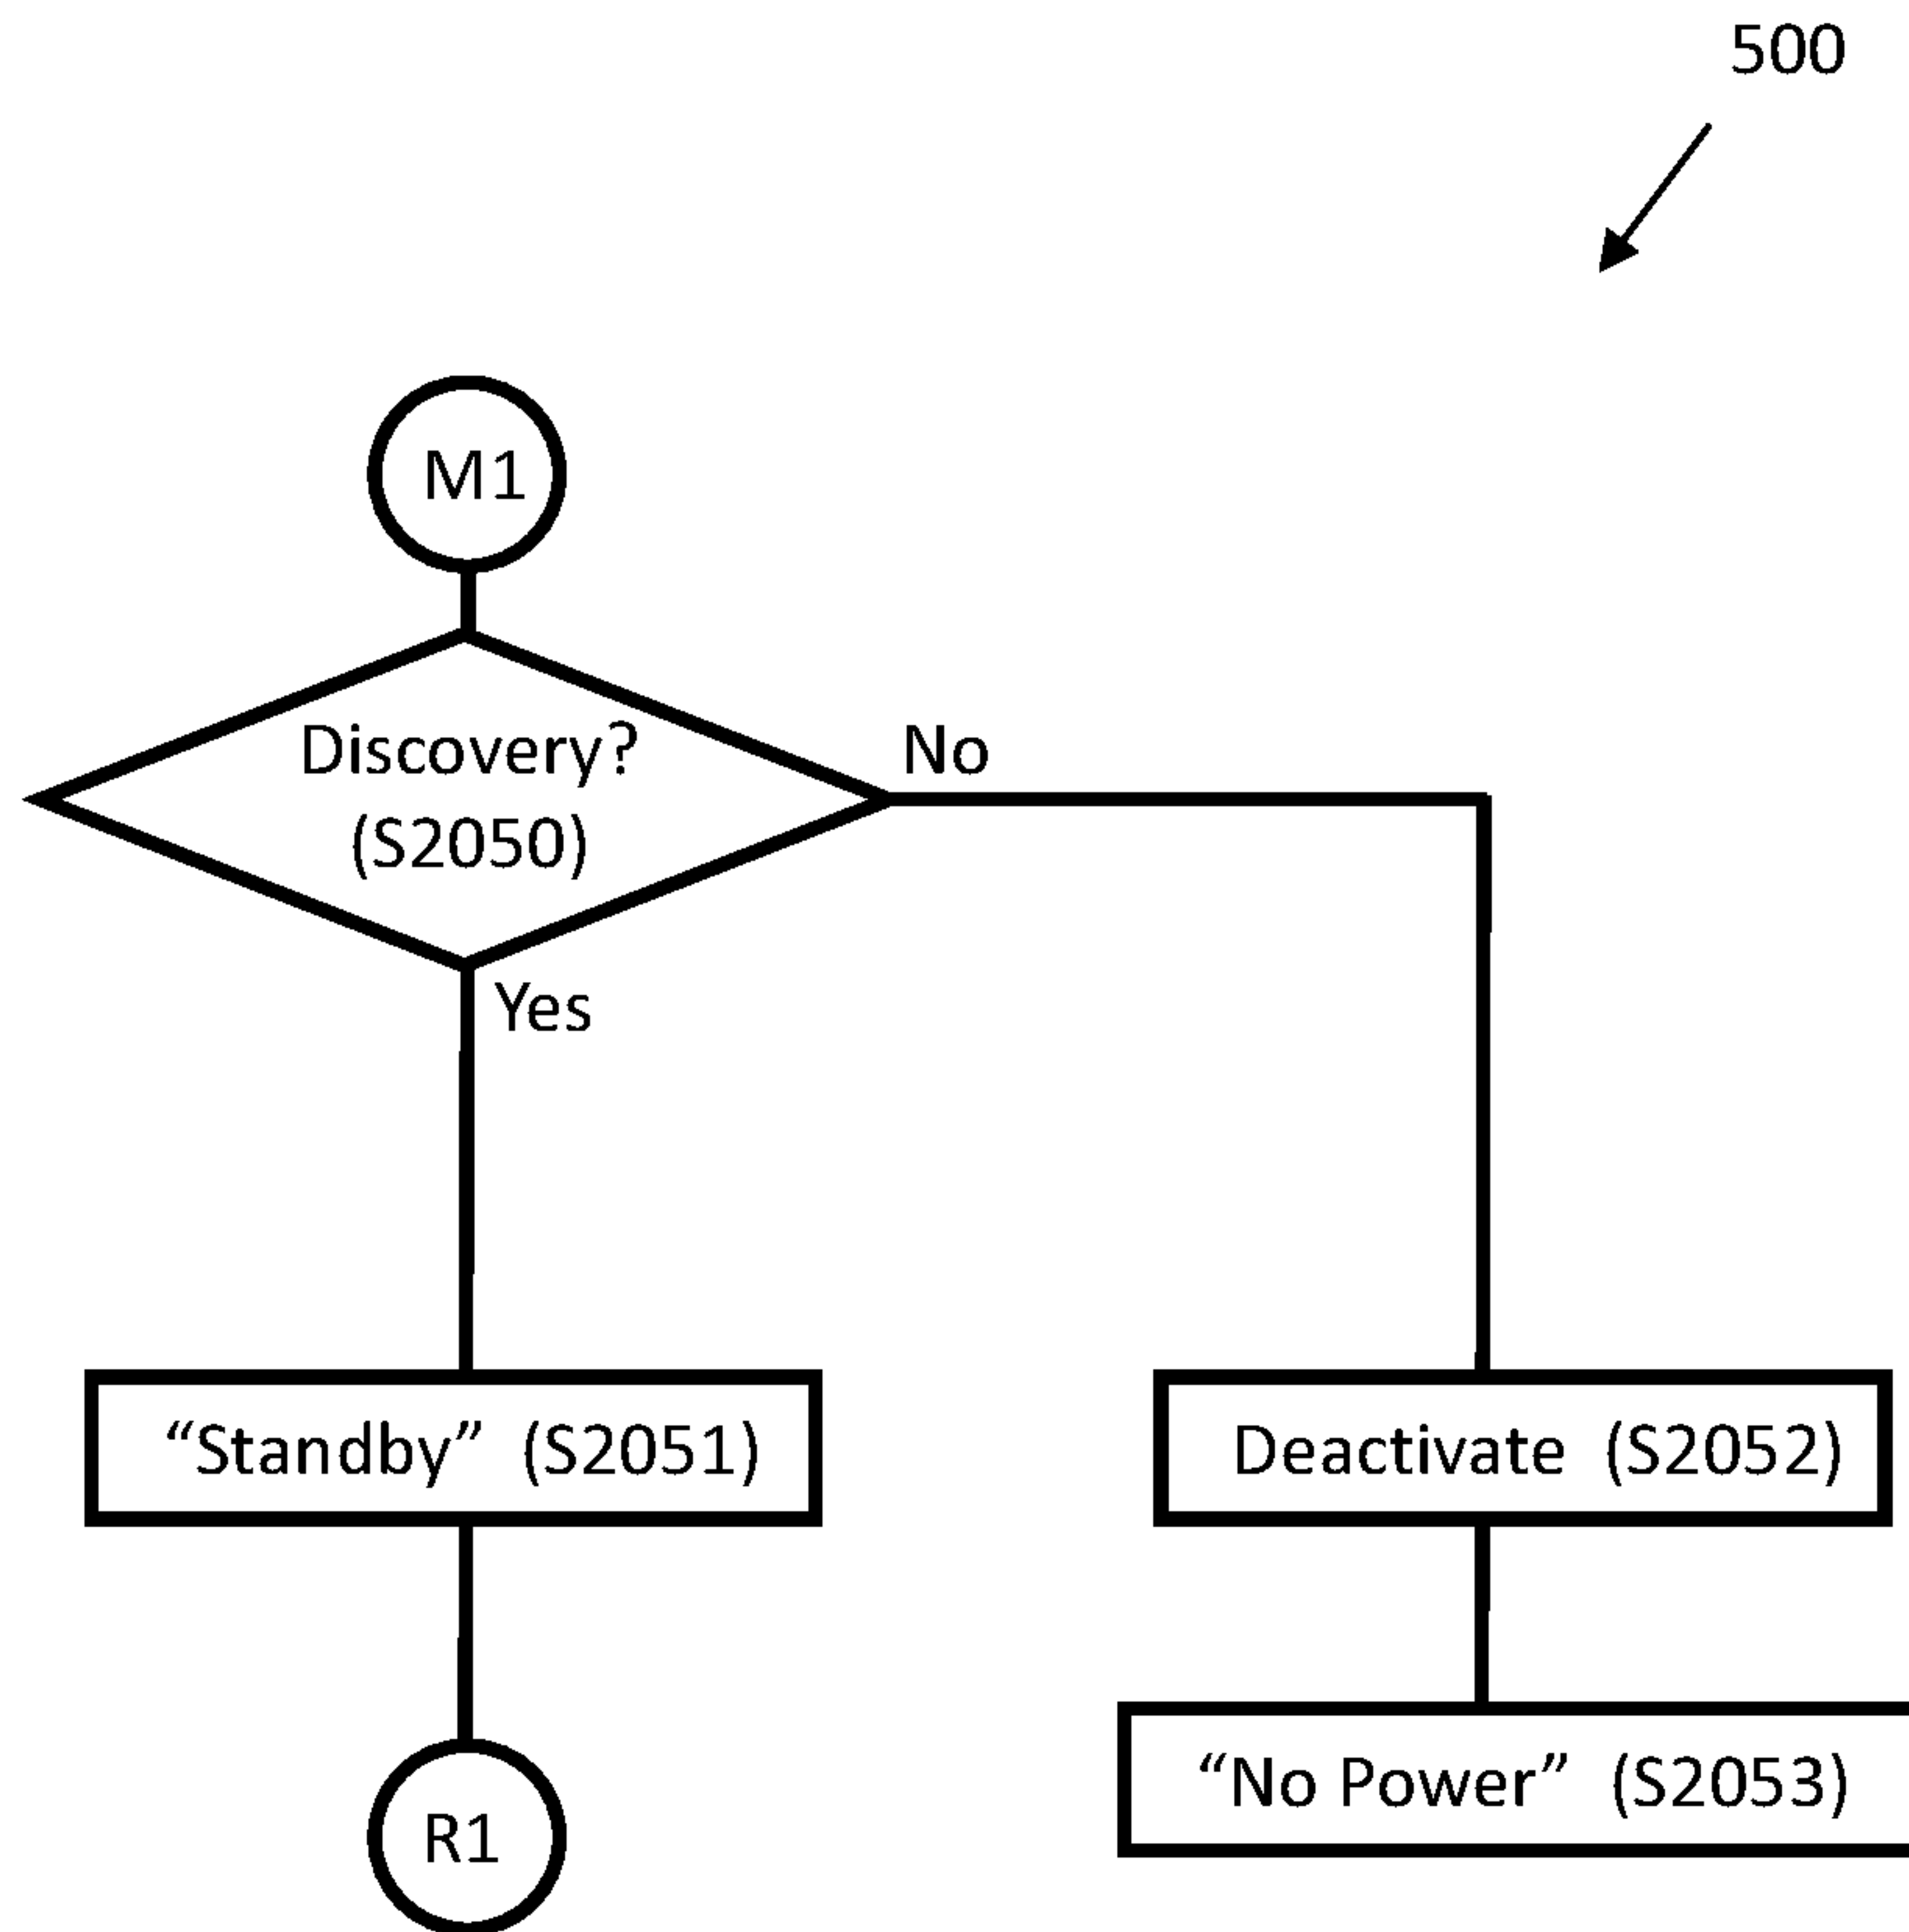 500
M1
Discovery?
(S2050)
No
Yes
“Standby” (S2051)
Deactivate (S2052)
“No Power” (S2053)
R1